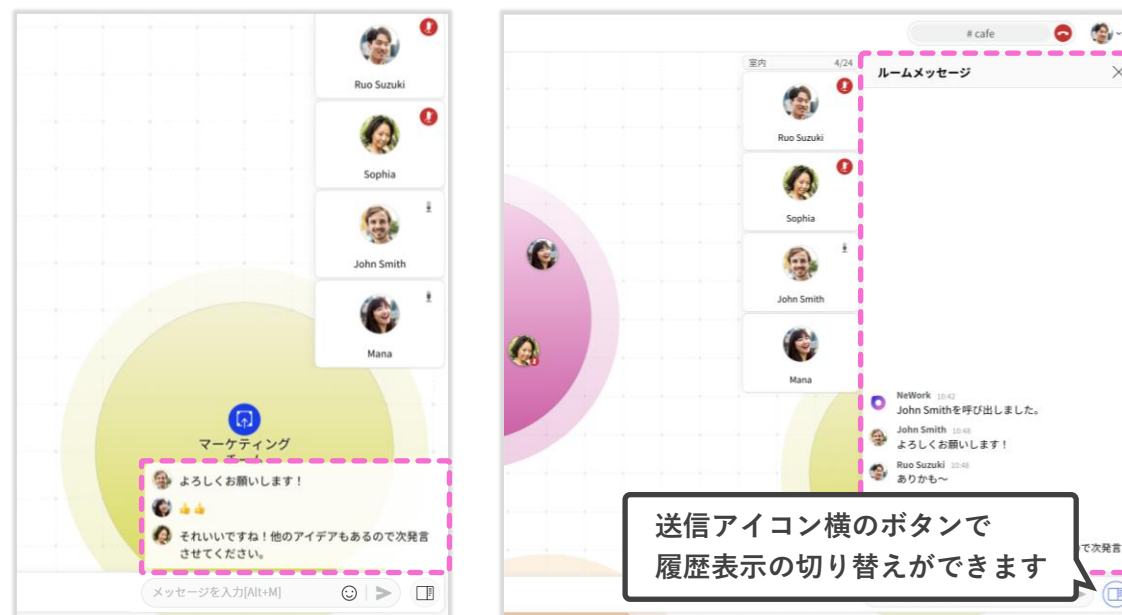 Ruo Suzuki
Sophia
John Smith
Mana
マーケティング
チーム
よろしくお願いします！
👍👍
それいいですね！他のアイデアもあるので次発言
させてください。
メッセージを入力[Alt+M]
# cafe
室内 4/24
Ruo Suzuki
Sophia
John Smith
Mana
ルームメッセージ
NeWork 10:42
John Smithを呼び出しました。
John Smith 10:48
よろしくお願いします！
Ruo Suzuki 10:48
ありかも〜
ので次発言
送信アイコン横のボタンで
履歴表示の切り替えができます